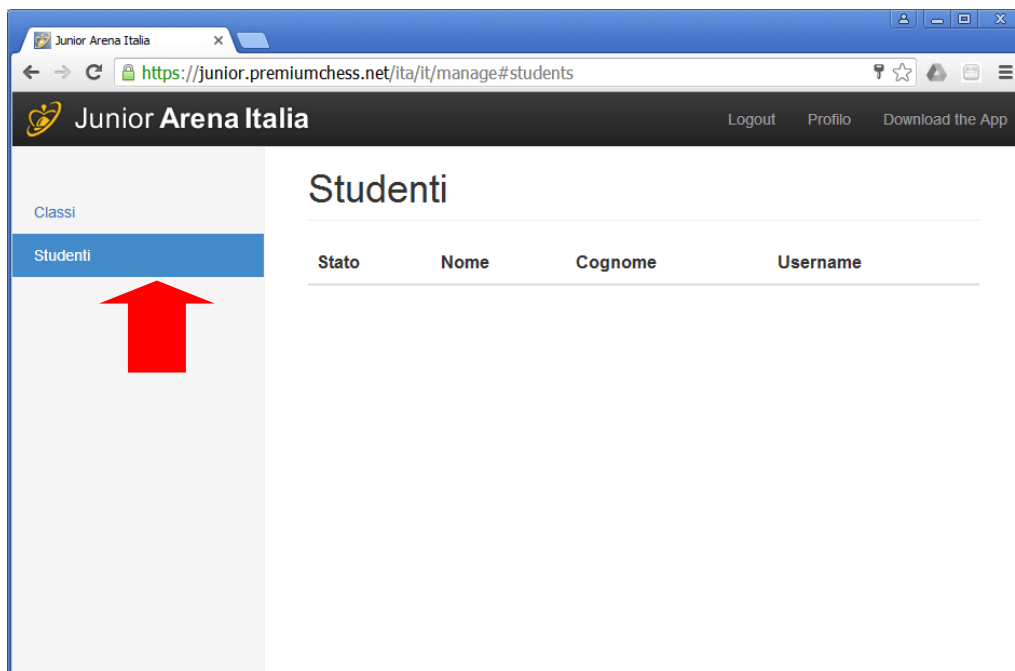 Junior Arena Italia
https://junior.premiumchess.net/ita/it/manage#students
Junior Arena Italia
Logout Profilo Download the App
Classi
Studenti
Studenti
Stato Nome Cognome Username